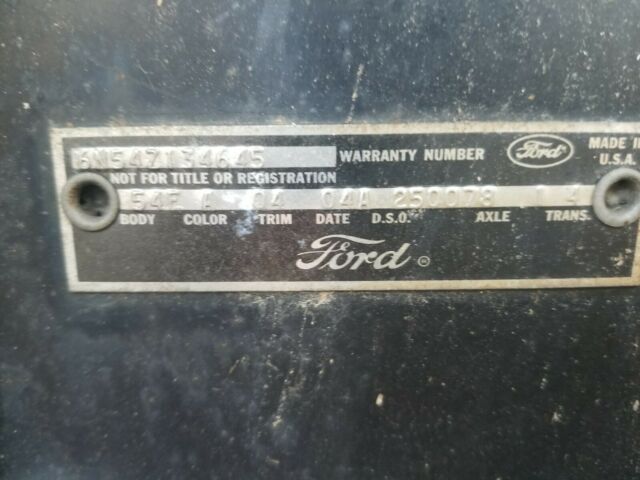 6N54Z134645 WARRANTY NUMBER Ford MADE IN U.S.A.
NOT FOR TITLE OR REGISTRATION
54E A 04 04A 250078 1 4
BODY COLOR TRIM DATE D.S.O. AXLE TRANS.
Ford ®